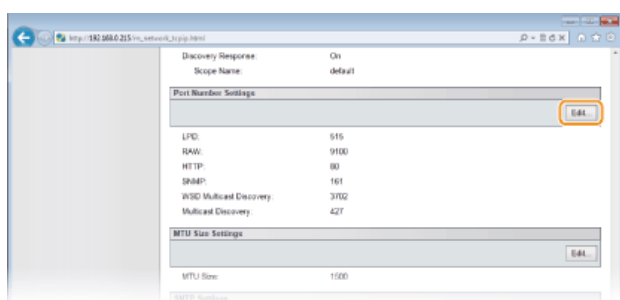 http://192.168.0.215/m_network_tcpip.html
Discovery Response: On
Scope Name: default
Port Number Settings
Edit...
LPD: 515
RAW: 9100
HTTP: 80
SNMP: 161
WSD Multicast Discovery: 3702
Multicast Discovery: 427
MTU Size Settings
Edit...
MTU Size: 1500
SNTP Settings